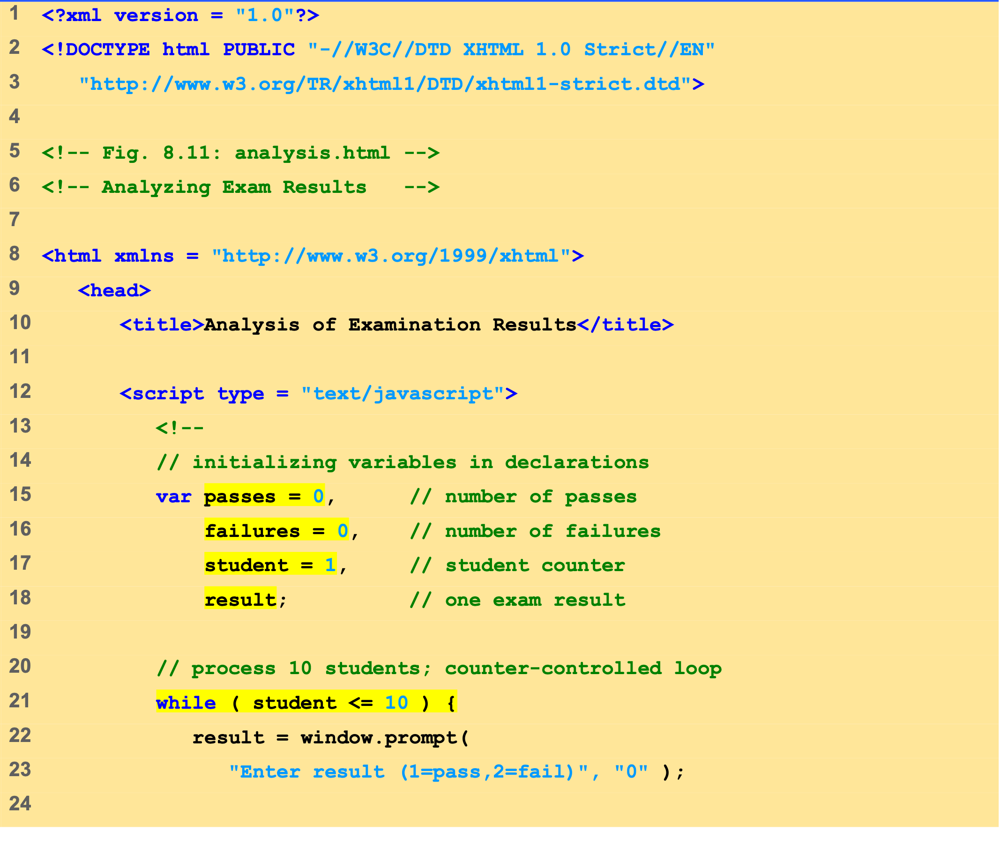 1 <?xml version = "1.0"?>
2 <!DOCTYPE html PUBLIC "-//W3C//DTD XHTML 1.0 Strict//EN"
3    "http://www.w3.org/TR/xhtml1/DTD/xhtml1-strict.dtd">
4
5 <!-- Fig. 8.11: analysis.html -->
6 <!-- Analyzing Exam Results   -->
7
8 <html xmlns = "http://www.w3.org/1999/xhtml">
9    <head>
10       <title>Analysis of Examination Results</title>
11
12       <script type = "text/javascript">
13          <!--
14          // initializing variables in declarations
15          var passes = 0,      // number of passes
16              failures = 0,    // number of failures
17              student = 1,     // student counter
18              result;          // one exam result
19
20          // process 10 students; counter-controlled loop
21          while ( student <= 10 ) {
22             result = window.prompt(
23                "Enter result (1=pass,2=fail)", "0" );
24